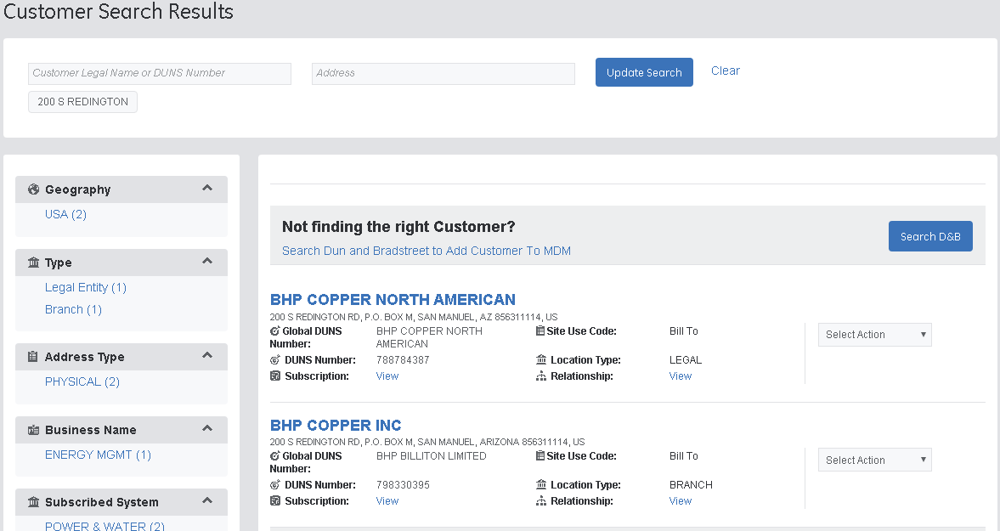 Customer Search Results
Customer Legal Name or DUNS Number
Address
Update Search
Clear
200 S REDINGTON
Geography
USA (2)
Type
Legal Entity (1)
Branch (1)
Address Type
PHYSICAL (2)
Business Name
ENERGY MGMT (1)
Subscribed System
POWER & WATER (2)
Not finding the right Customer?
Search Dun and Bradstreet to Add Customer To MDM
Search D&B
BHP COPPER NORTH AMERICAN
200 S REDINGTON RD, P.O. BOX M, SAN MANUEL, AZ 856311114, US
Global DUNS Number: BHP COPPER NORTH AMERICAN
Site Use Code: Bill To
Select Action
DUNS Number: 788784387
Location Type: LEGAL
Subscription: View
Relationship: View
BHP COPPER INC
200 S REDINGTON RD, P.O. BOX M, SAN MANUEL, ARIZONA 856311114, US
Global DUNS Number: BHP BILLITON LIMITED
Site Use Code: Bill To
Select Action
DUNS Number: 798330395
Location Type: BRANCH
Subscription: View
Relationship: View